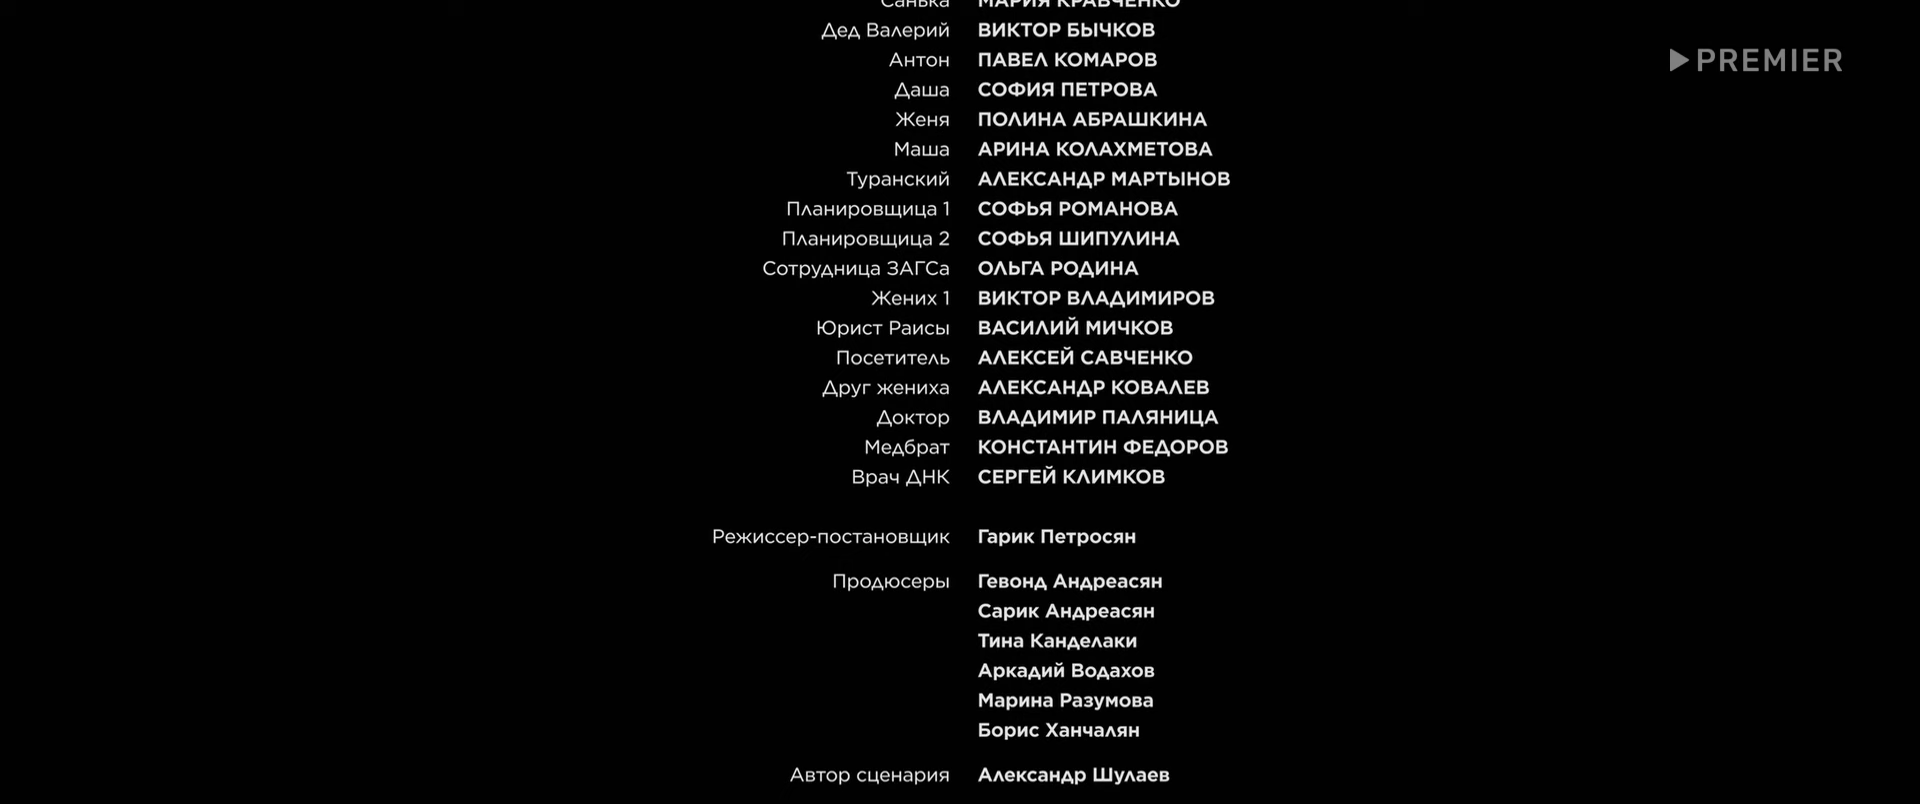 Санька МАРИЯ КРАВЧЕНКО
Дед Валерий ВИКТОР БЫЧКОВ
PREMIER
Антон ПАВЕЛ КОМАРОВ
Даша СОФИЯ ПЕТРОВА
Женя ПОЛИНА АБРАШКИНА
Маша АРИНА КОЛАХМЕТОВА
Туранский АЛЕКСАНДР МАРТЫНОВ
Планировщица 1 СОФЬЯ РОМАНОВА
Планировщица 2 СОФЬЯ ШИПУЛИНА
Сотрудница ЗАГСа ОЛЬГА РОДИНА
Жених 1 ВИКТОР ВЛАДИМИРОВ
Юрист Раисы ВАСИЛИЙ МИЧКОВ
Посетитель АЛЕКСЕЙ САВЧЕНКО
Друг жениха АЛЕКСАНДР КОВАЛЕВ
Доктор ВЛАДИМИР ПАЛЯНИЦА
Медбрат КОНСТАНТИН ФЕДОРОВ
Врач ДНК СЕРГЕЙ КЛИМКОВ
Режиссер-постановщик Гарик Петросян
Продюсеры Гевонд Андреасян
Сарик Андреасян
Тина Канделаки
Аркадий Водахов
Марина Разумова
Борис Ханчалян
Автор сценария Александр Шулаев